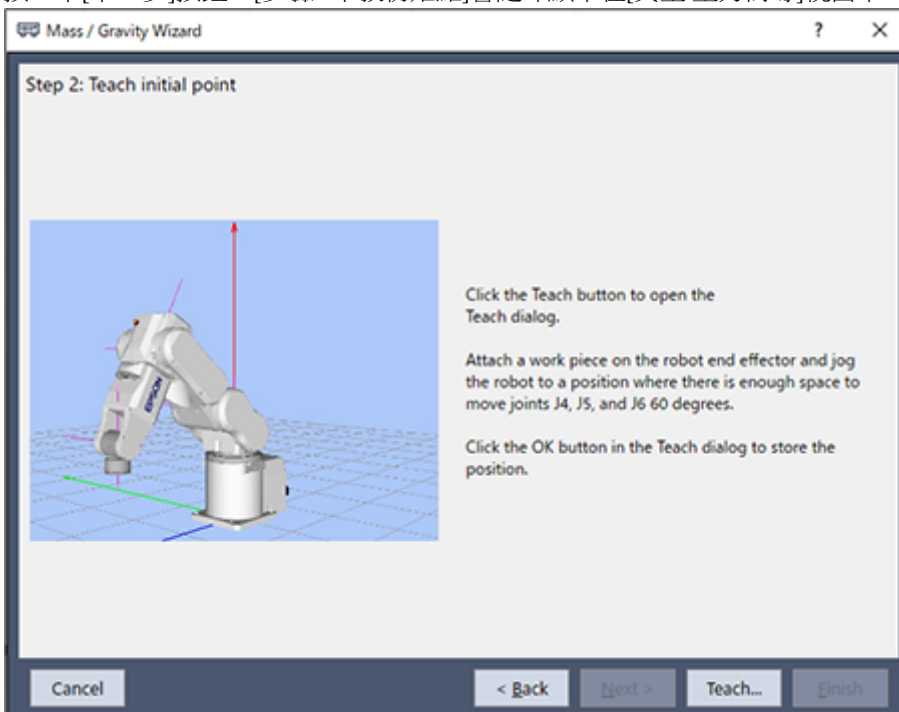 Mass / Gravity Wizard
Step 2: Teach initial point
EPSON
Click the Teach button to open the
Teach dialog.
Attach a work piece on the robot end effector and jog
the robot to a position where there is enough space to
move joints J4, J5, and J6 60 degrees.
Click the OK button in the Teach dialog to store the
position.
Cancel
< Back
Next >
Teach...
Finish